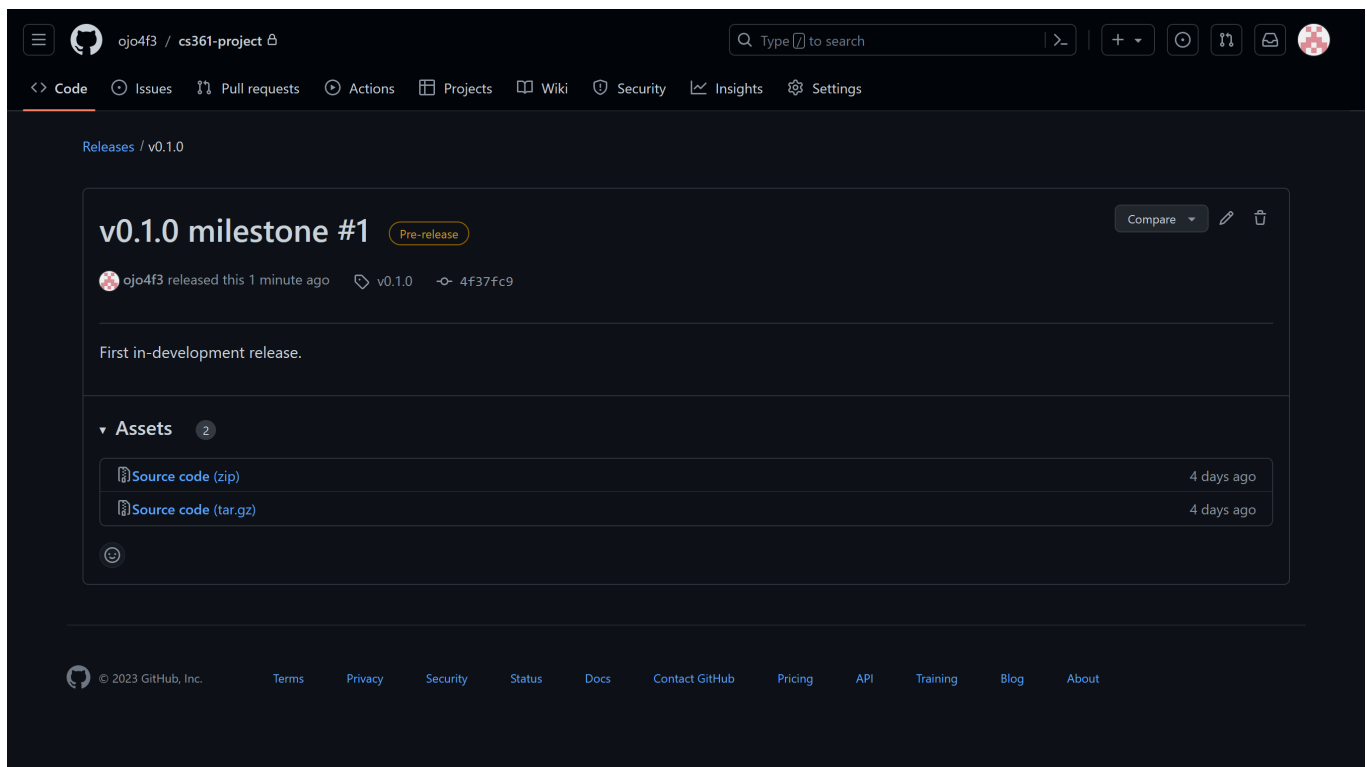 ojo4f3 / cs361-project
Type / to search
Code Issues Pull requests Actions Projects Wiki Security Insights Settings
Releases / v0.1.0
v0.1.0 milestone #1 Pre-release
Compare
ojo4f3 released this 1 minute ago v0.1.0 4f37fc9
First in-development release.
Assets 2
Source code (zip) 4 days ago
Source code (tar.gz) 4 days ago
© 2023 GitHub, Inc. Terms Privacy Security Status Docs Contact GitHub Pricing API Training Blog About